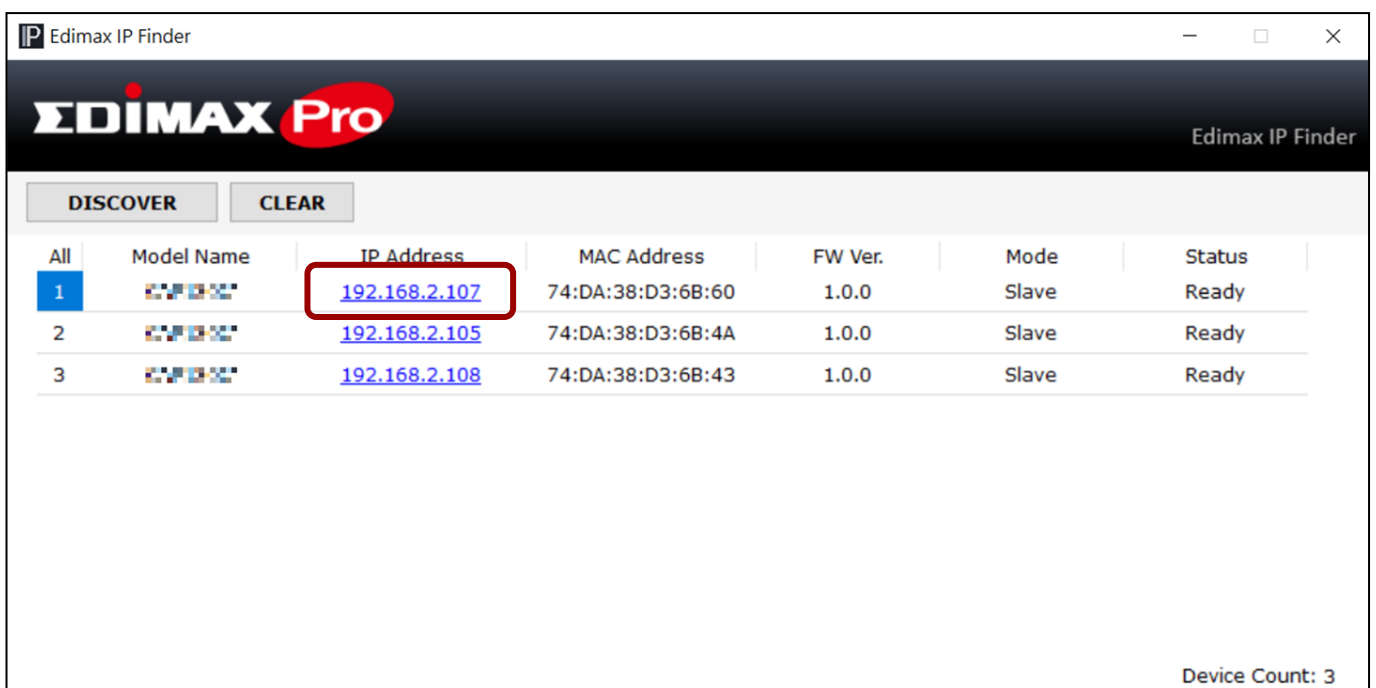 Edimax IP Finder
EDIMAX Pro
Edimax IP Finder
DISCOVER CLEAR
All Model Name IP Address MAC Address FW Ver. Mode Status
1 192.168.2.107 74:DA:38:D3:6B:60 1.0.0 Slave Ready
2 192.168.2.105 74:DA:38:D3:6B:4A 1.0.0 Slave Ready
3 192.168.2.108 74:DA:38:D3:6B:43 1.0.0 Slave Ready
Device Count: 3